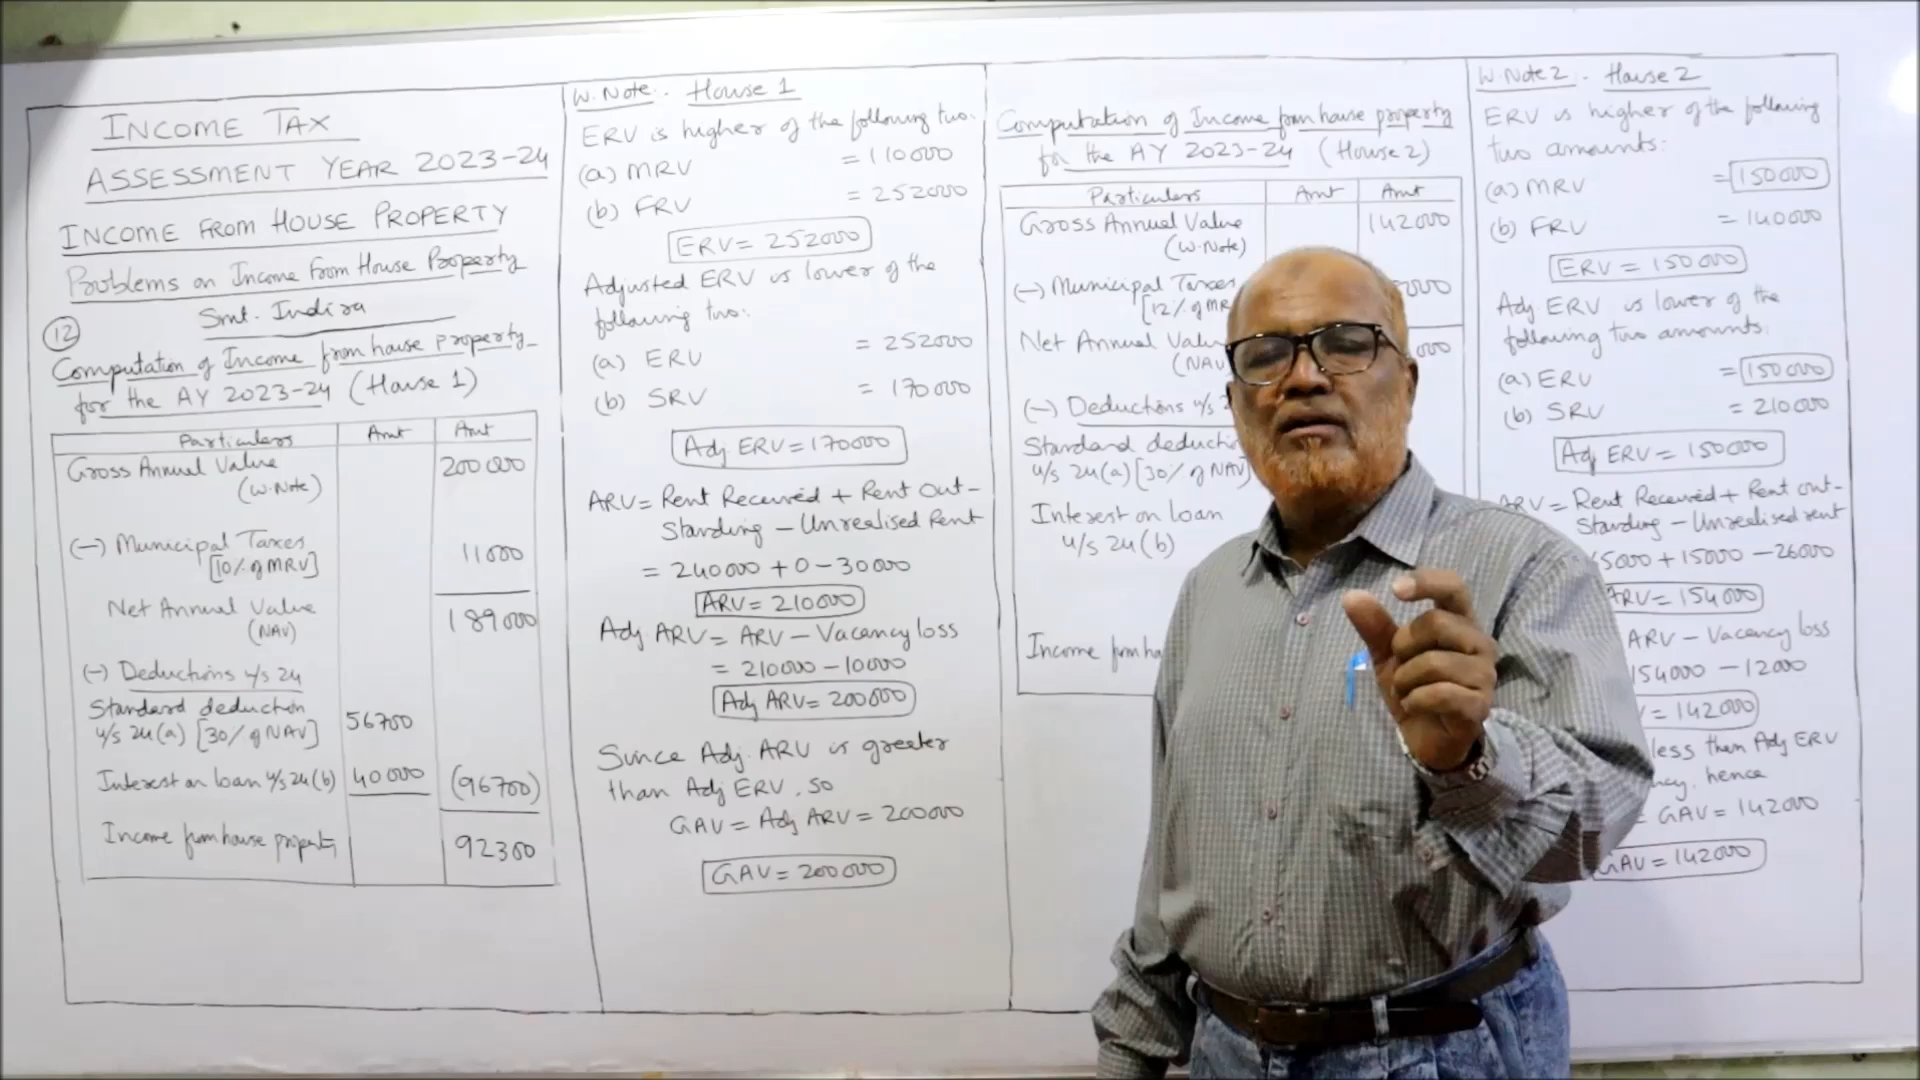 INCOME TAX
ASSESSMENT YEAR 2023-24
INCOME FROM HOUSE PROPERTY
Problems on Income from House Property
Smt. Indira
12
Computation of Income from house property
for the AY 2023-24 (House 1)
Particulars Amt Amt
Gross Annual Value 200000
(W.Note)
(-) Municipal Taxes
[10% of MRV] 11000
Net Annual Value 189000
(NAV)
(-) Deductions u/s 24
Standard deduction
u/s 24(a) [30% of NAV] 56700
Interest on loan u/s 24(b) 40000 (96700)
Income from house property 92300
W.Note. House 1
ERV is higher of the following two.
(a) MRV = 110000
(b) FRV = 252000
ERV = 252000
Adjusted ERV is lower of the
following two:
(a) ERV = 252000
(b) SRV = 170000
Adj ERV = 170000
ARV = Rent Received + Rent Out-
Standing - Unrealised Rent
= 240000 + 0 - 30000
ARV = 210000
Adj ARV = ARV - Vacancy loss
= 210000 - 10000
Adj ARV = 200000
Since Adj. ARV is greater
than Adj ERV, so
GAV = Adj ARV = 200000
GAV = 200000
Computation of Income from house property
for the AY 2023-24 (House 2)
Particulars Amt Amt
Gross Annual Value 142000
(W.Note)
(-) Municipal Taxes
[12% of MR
Net Annual Value
(NAV
(-) Deductions u/s
Standard deductio
u/s 24(a) [30% of NAV]
Interest on loan
u/s 24(b)
Income from ha
W.Note 2. House 2
ERV is higher of the following
two amounts:
(a) MRV = 150000
(b) FRV = 140000
ERV = 150000
Adj ERV is lower of the
following two amounts.
(a) ERV = 150000
(b) SRV = 210000
Adj ERV = 150000
ARV = Rent Received + Rent out-
Standing - Unrealised rent
5000 + 15000 - 26000
ARV = 154000
ARV - Vacancy loss
154000 - 12000
= 142000
less than Adj ERV
ncy, hence
= GAV = 142000
GAV = 142000